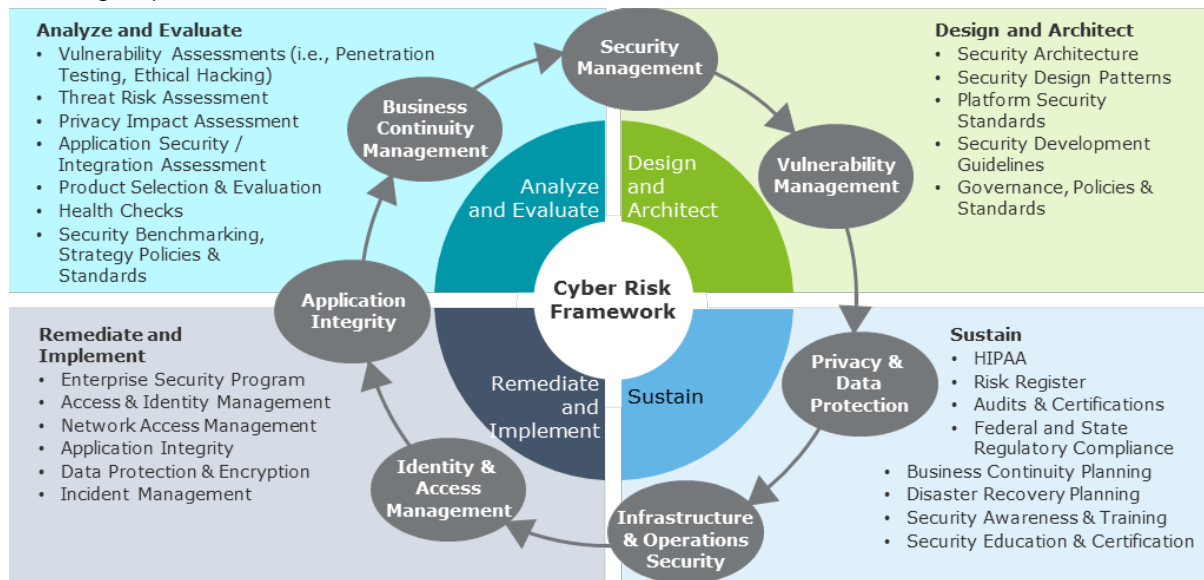 Analyze and Evaluate
• Vulnerability Assessments (i.e., Penetration
Testing, Ethical Hacking)
• Threat Risk Assessment
• Privacy Impact Assessment
• Application Security /
Integration Assessment
• Product Selection & Evaluation
• Health Checks
• Security Benchmarking,
Strategy Policies &
Standards
Security
Management
Business
Continuity
Management
Vulnerability
Management
Design and Architect
• Security Architecture
• Security Design Patterns
• Platform Security
Standards
• Security Development
Guidelines
• Governance, Policies &
Standards
Analyze
and Evaluate
Design
and
Architect
Cyber Risk
Framework
Application
Integrity
Privacy &
Data
Protection
Remediate and
Implement
• Enterprise Security Program
• Access & Identity Management
• Network Access Management
• Application Integrity
• Data Protection & Encryption
• Incident Management
Remediate
and
Implement
Sustain
Identity &
Access
Management
Infrastructure
& Operations
Security
Sustain
• HIPAA
• Risk Register
• Audits & Certifications
• Federal and State
Regulatory Compliance
• Business Continuity Planning
• Disaster Recovery Planning
• Security Awareness & Training
• Security Education & Certification